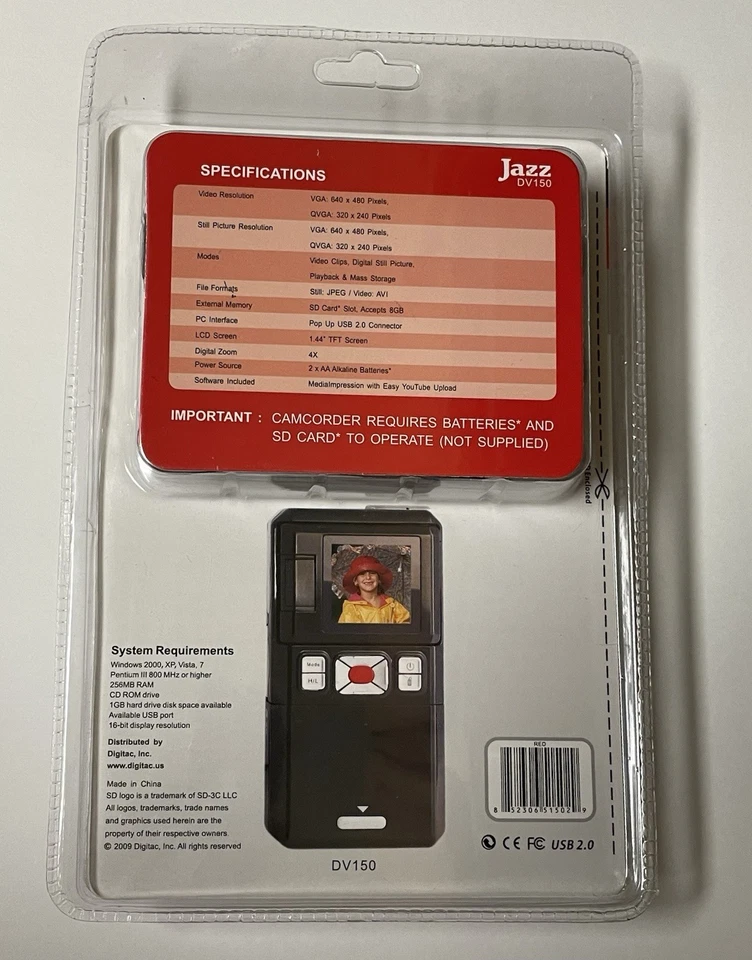 SPECIFICATIONS
Jazz
DV150
Video Resolution VGA: 640 x 480 Pixels,
QVGA: 320 x 240 Pixels
Still Picture Resolution VGA: 640 x 480 Pixels,
QVGA: 320 x 240 Pixels
Modes Video Clips, Digital Still Picture,
Playback & Mass Storage
File Formats Still: JPEG / Video: AVI
External Memory SD Card* Slot, Accepts 8GB
PC Interface Pop Up USB 2.0 Connector
LCD Screen 1.44" TFT Screen
Digital Zoom 4X
Power Source 2 x AA Alkaline Batteries*
Software Included MediaImpression with Easy YouTube Upload
IMPORTANT : CAMCORDER REQUIRES BATTERIES* AND
SD CARD* TO OPERATE (NOT SUPPLIED)
Enclosed
Mode
H/L
System Requirements
Windows 2000, XP, Vista, 7
Pentium III 800 MHz or higher
256MB RAM
CD ROM drive
1GB hard drive disk space available
Available USB port
16-bit display resolution
Distributed by
Digitac, Inc.
www.digitac.us
Made in China
SD logo is a trademark of SD-3C LLC
All logos, trademarks, trade names
and graphics used herein are the
property of their respective owners
© 2009 Digitac, Inc. All rights reserved
RED
8 52306 51502 9
CE FC USB 2.0
DV150